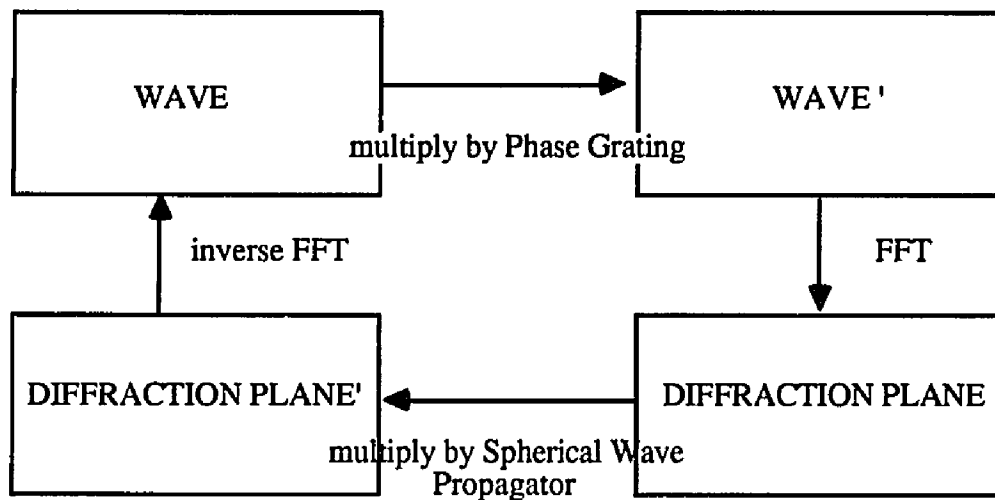 WAVE
WAVE '
multiply by Phase Grating
inverse FFT
FFT
DIFFRACTION PLANE'
DIFFRACTION PLANE
multiply by Spherical Wave
Propagator